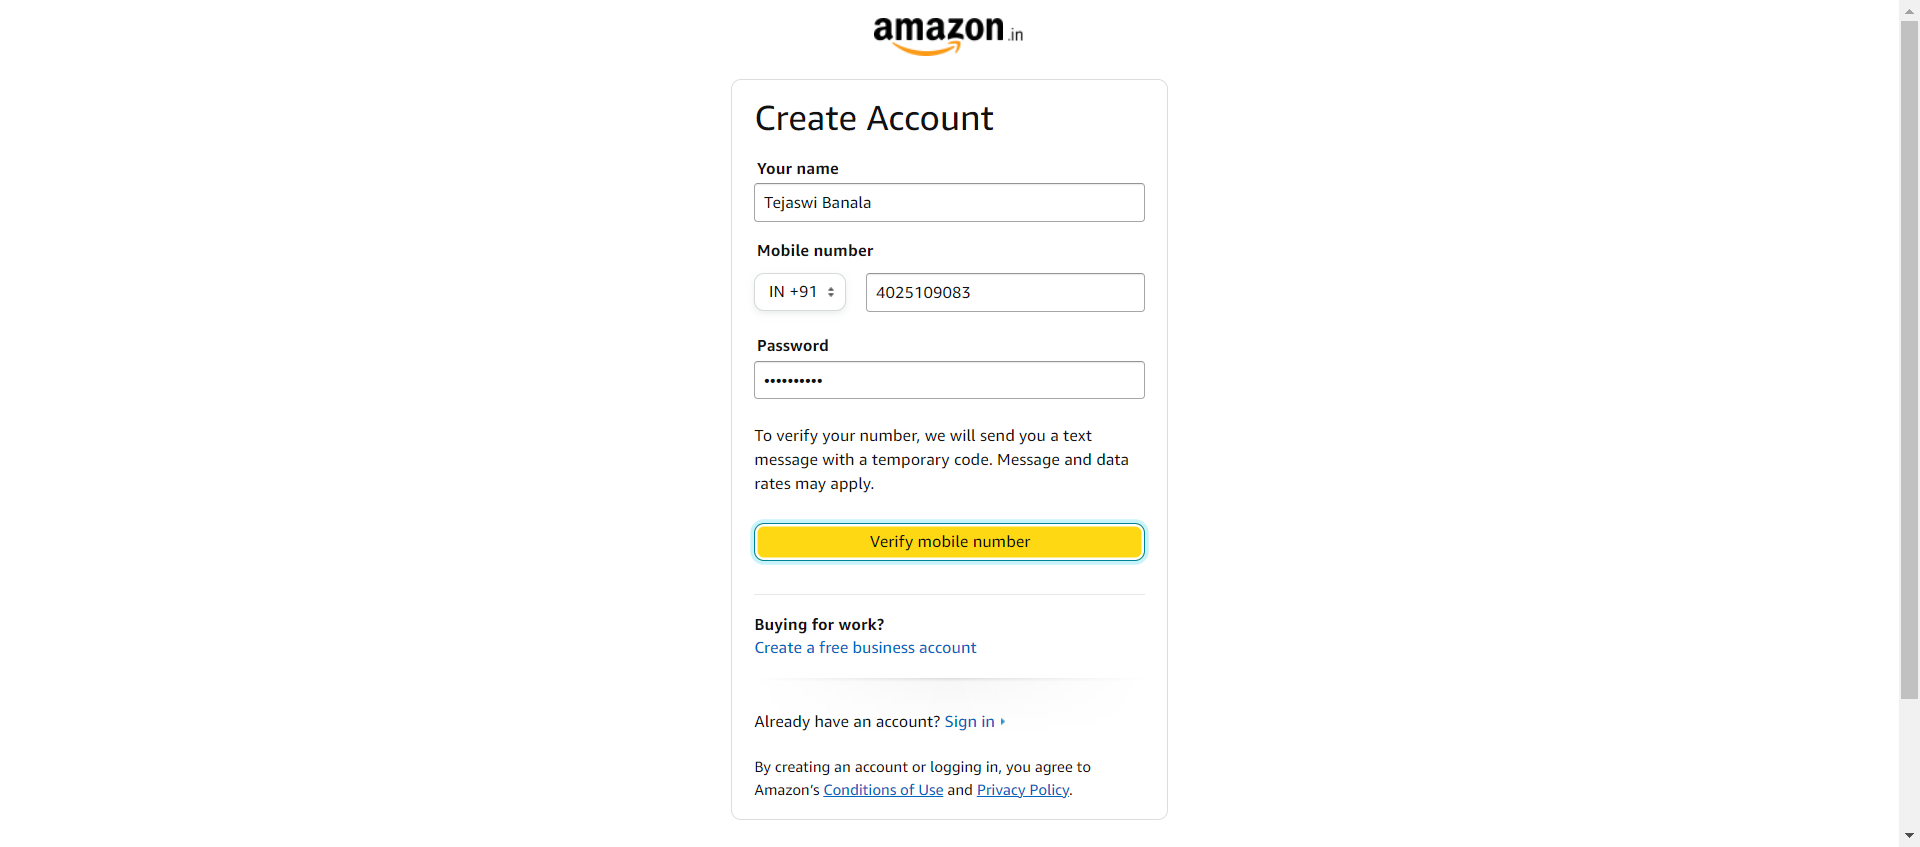 amazon.in
Create Account
Your name
Tejaswi Banala
Mobile number
IN +91
4025109083
Password
••••••••••
To verify your number, we will send you a text
message with a temporary code. Message and data
rates may apply.
Verify mobile number
Buying for work?
Create a free business account
Already have an account? Sign in
By creating an account or logging in, you agree to
Amazon’s Conditions of Use and Privacy Policy.